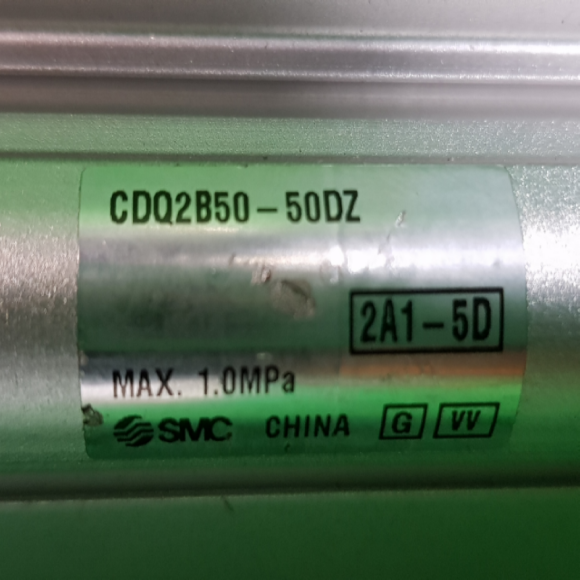 CDQ2B50-50DZ
2A1-5D
MAX. 1.0MPa
SMC CHINA G VV